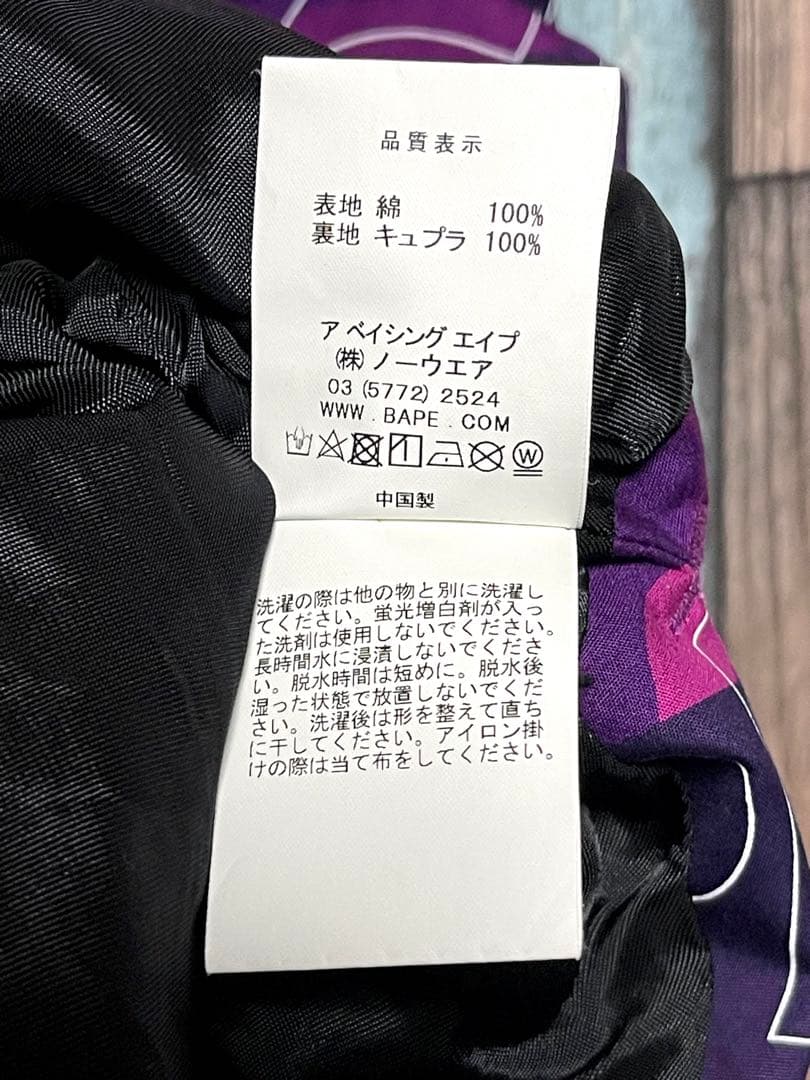 品質表示
表地 綿 100%
裏地 キュプラ 100%
ア ベイシング エイプ
(株) ノーウエア
03 (5772) 2524
WWW . BAPE . COM
W
中国製
洗濯の際は他の物と別に洗濯し
てください。蛍光増白剤が入っ
た洗剤は使用しないでください。
長時間水に浸漬しないでくださ
い。脱水時間は短めに。脱水後
湿った状態で放置しないでくだ
さい。洗濯後は形を整えて直ち
に干してください。アイロン掛
けの際は当て布をしてください。